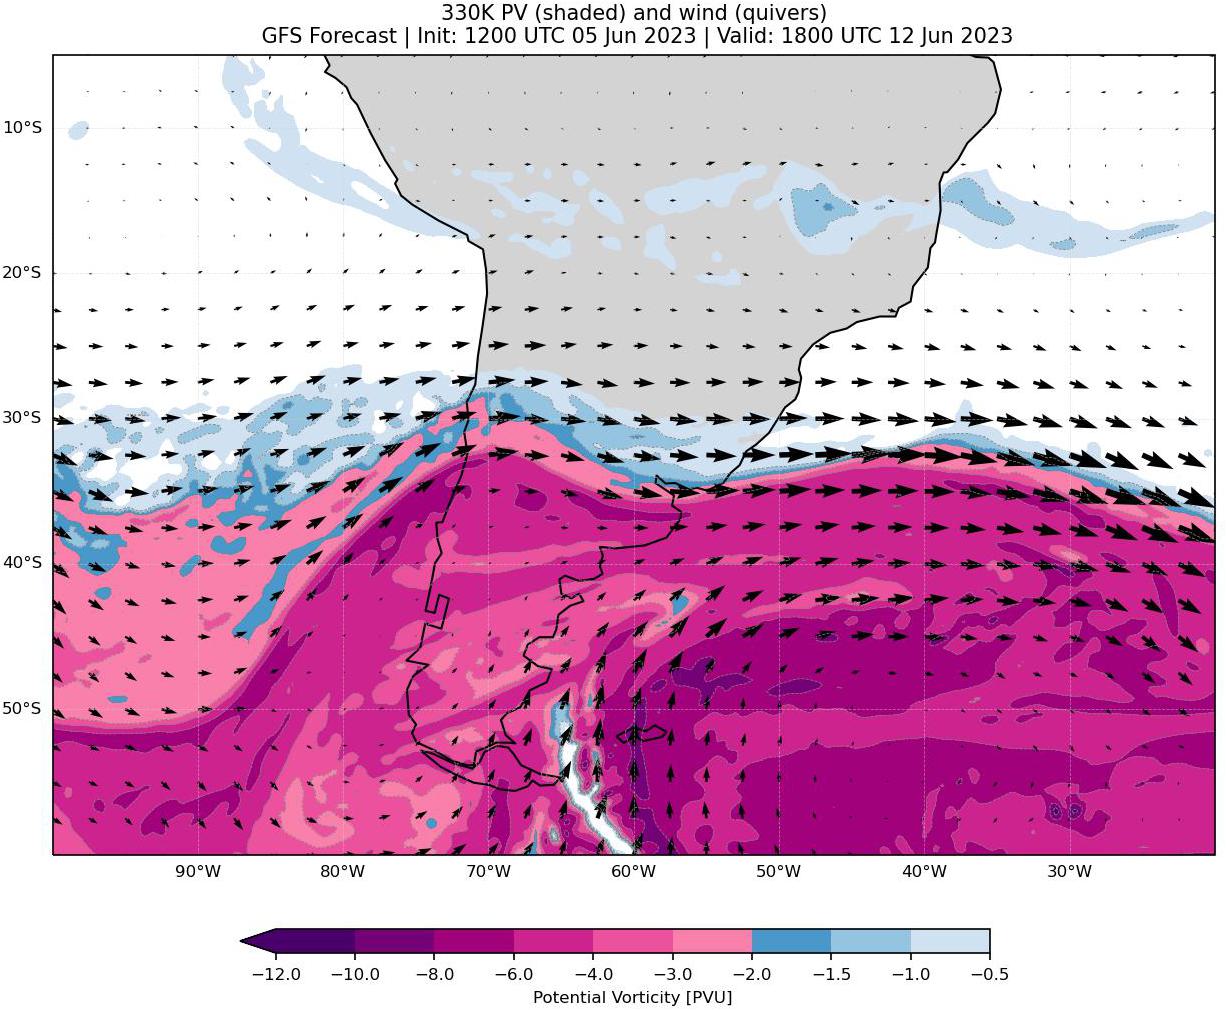 330K PV (shaded) and wind (quivers)
GFS Forecast | Init: 1200 UTC 05 Jun 2023 | Valid: 1800 UTC 12 Jun 2023
10°S
20°S
30°S
40°S
50°S
90°W 80°W 70°W 60°W 50°W 40°W 30°W
−12.0 −10.0 −8.0 −6.0 −4.0 −3.0 −2.0 −1.5 −1.0 −0.5
Potential Vorticity [PVU]